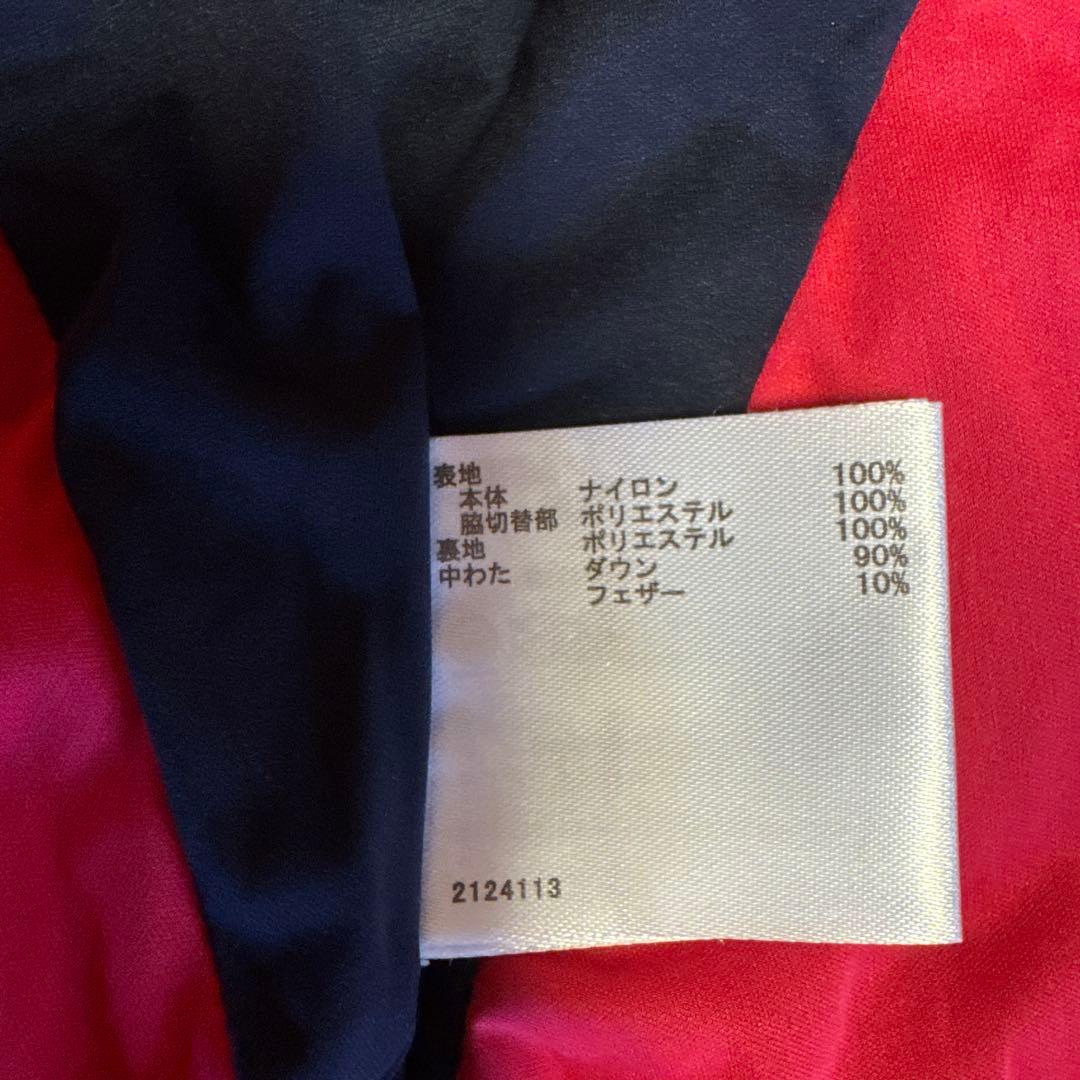 表地
本体 ナイロン 100%
脇切替部 ポリエステル 100%
裏地 ポリエステル 100%
中わた ダウン 90%
フェザー 10%
2124113